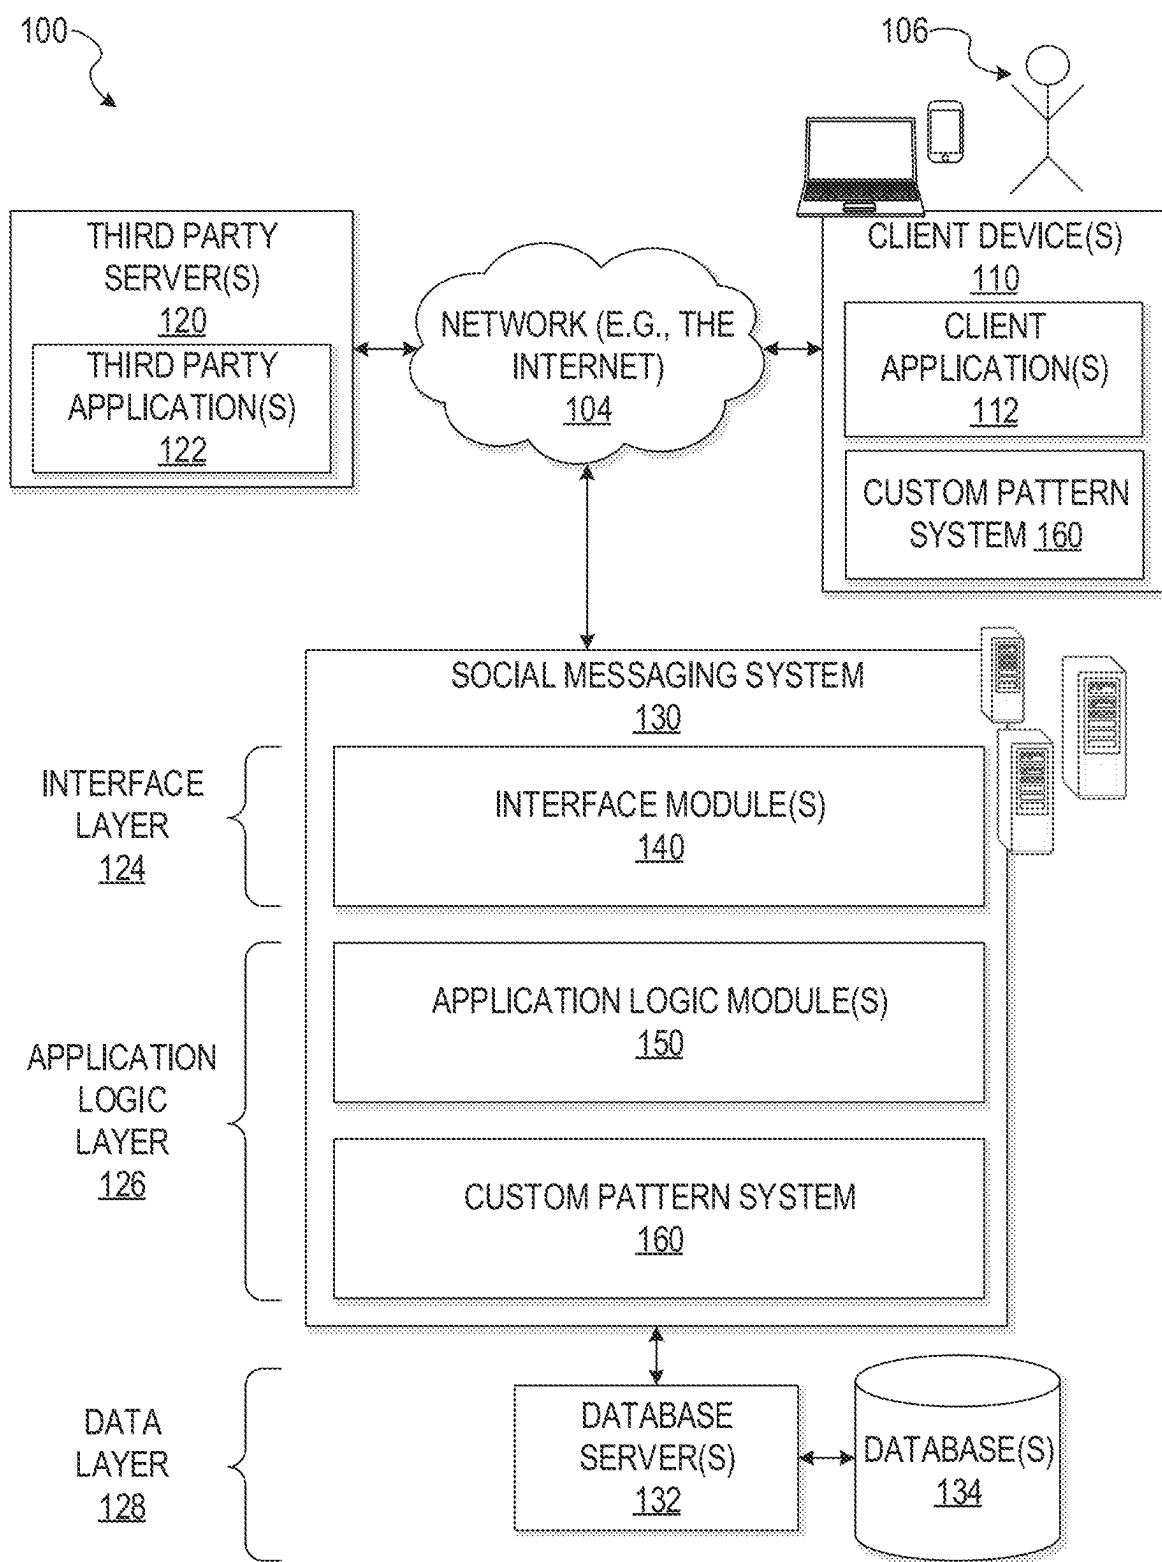 100
106
THIRD PARTY
SERVER(S)
120
THIRD PARTY
APPLICATION(S)
122
NETWORK (E.G., THE
INTERNET)
104
CLIENT DEVICE(S)
110
CLIENT
APPLICATION(S)
112
CUSTOM PATTERN
SYSTEM 160
SOCIAL MESSAGING SYSTEM
130
INTERFACE
LAYER
124
INTERFACE MODULE(S)
140
APPLICATION
LOGIC
LAYER
126
APPLICATION LOGIC MODULE(S)
150
CUSTOM PATTERN SYSTEM
160
DATA
LAYER
128
DATABASE
SERVER(S)
132
DATABASE(S)
134